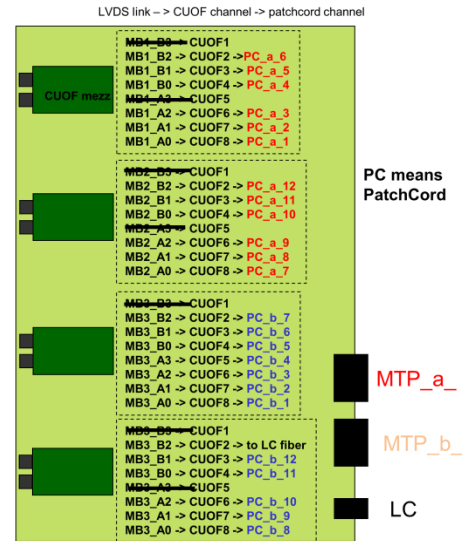 LVDS link – > CUOF channel -> patchcord channel
MB1_B3 -> CUOF1
MB1_B2 -> CUOF2 ->PC_a_6
MB1_B1 -> CUOF3 -> PC_a_5
MB1_B0 -> CUOF4 -> PC_a_4
MB1_A3 -> CUOF5
MB1_A2 -> CUOF6 -> PC_a_3
MB1_A1 -> CUOF7 -> PC_a_2
MB1_A0 -> CUOF8 -> PC_a_1
CUOF mezz
MB2_B3 -> CUOF1
MB2_B2 -> CUOF2 -> PC_a_12
MB2_B1 -> CUOF3 -> PC_a_11
MB2_B0 -> CUOF4 -> PC_a_10
MB2_A3 -> CUOF5
MB2_A2 -> CUOF6 -> PC_a_9
MB2_A1 -> CUOF7 -> PC_a_8
MB2_A0 -> CUOF8 -> PC_a_7
PC means
PatchCord
MB3_B3 -> CUOF1
MB3_B2 -> CUOF2 -> PC_b_7
MB3_B1 -> CUOF3 -> PC_b_6
MB3_B0 -> CUOF4 -> PC_b_5
MB3_A3 -> CUOF5 -> PC_b_4
MB3_A2 -> CUOF6 -> PC_b_3
MB3_A1 -> CUOF7 -> PC_b_2
MB3_A0 -> CUOF8 -> PC_b_1
MTP_a_
MB3_B3 -> CUOF1
MB3_B2 -> CUOF2 -> to LC fiber
MB3_B1 -> CUOF3 -> PC_b_12
MB3_B0 -> CUOF4 -> PC_b_11
MB3_A3 -> CUOF5
MB3_A2 -> CUOF6 -> PC_b_10
MB3_A1 -> CUOF7 -> PC_b_9
MB3_A0 -> CUOF8 -> PC_b_8
MTP_b_
LC